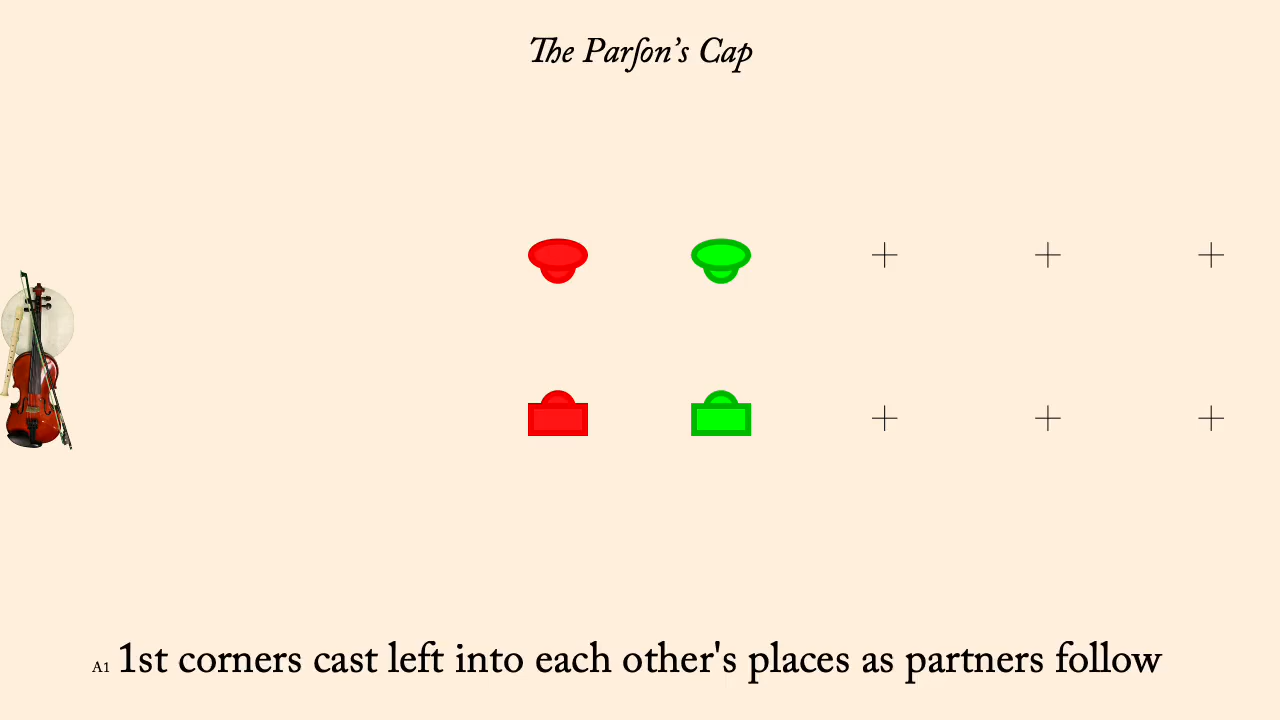 The Parſon's Cap
A1 1st corners cast left into each other's places as partners follow